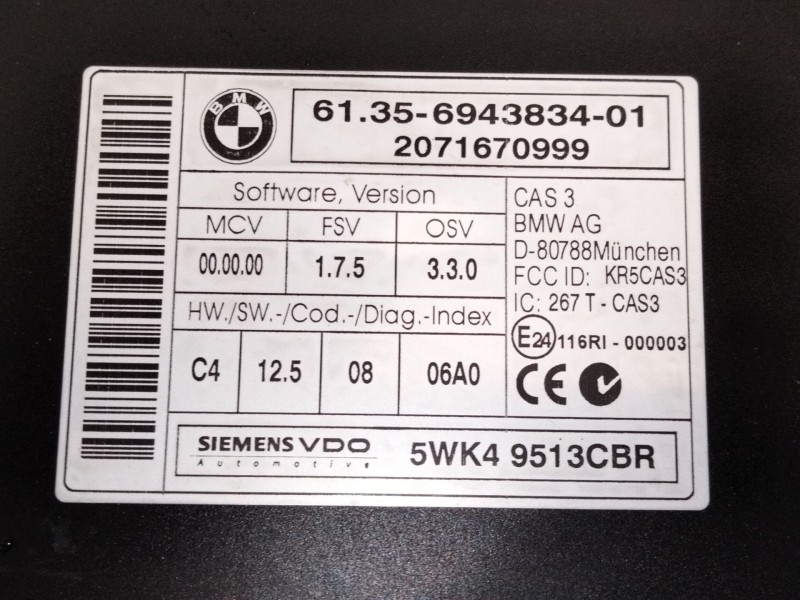 BMW
61.35-6943834-01
2071670999
Software, Version
MCV FSV OSV
00.00.00 1.7.5 3.3.0
HW./SW.-/Cod.-/Diag.-Index
C4 12.5 08 06A0
CAS 3
BMW AG
D-80788München
FCC ID: KR5CAS3
IC: 267 T - CAS3
E24 116RI - 000003
CE
SIEMENS VDO
Automotive
5WK4 9513CBR